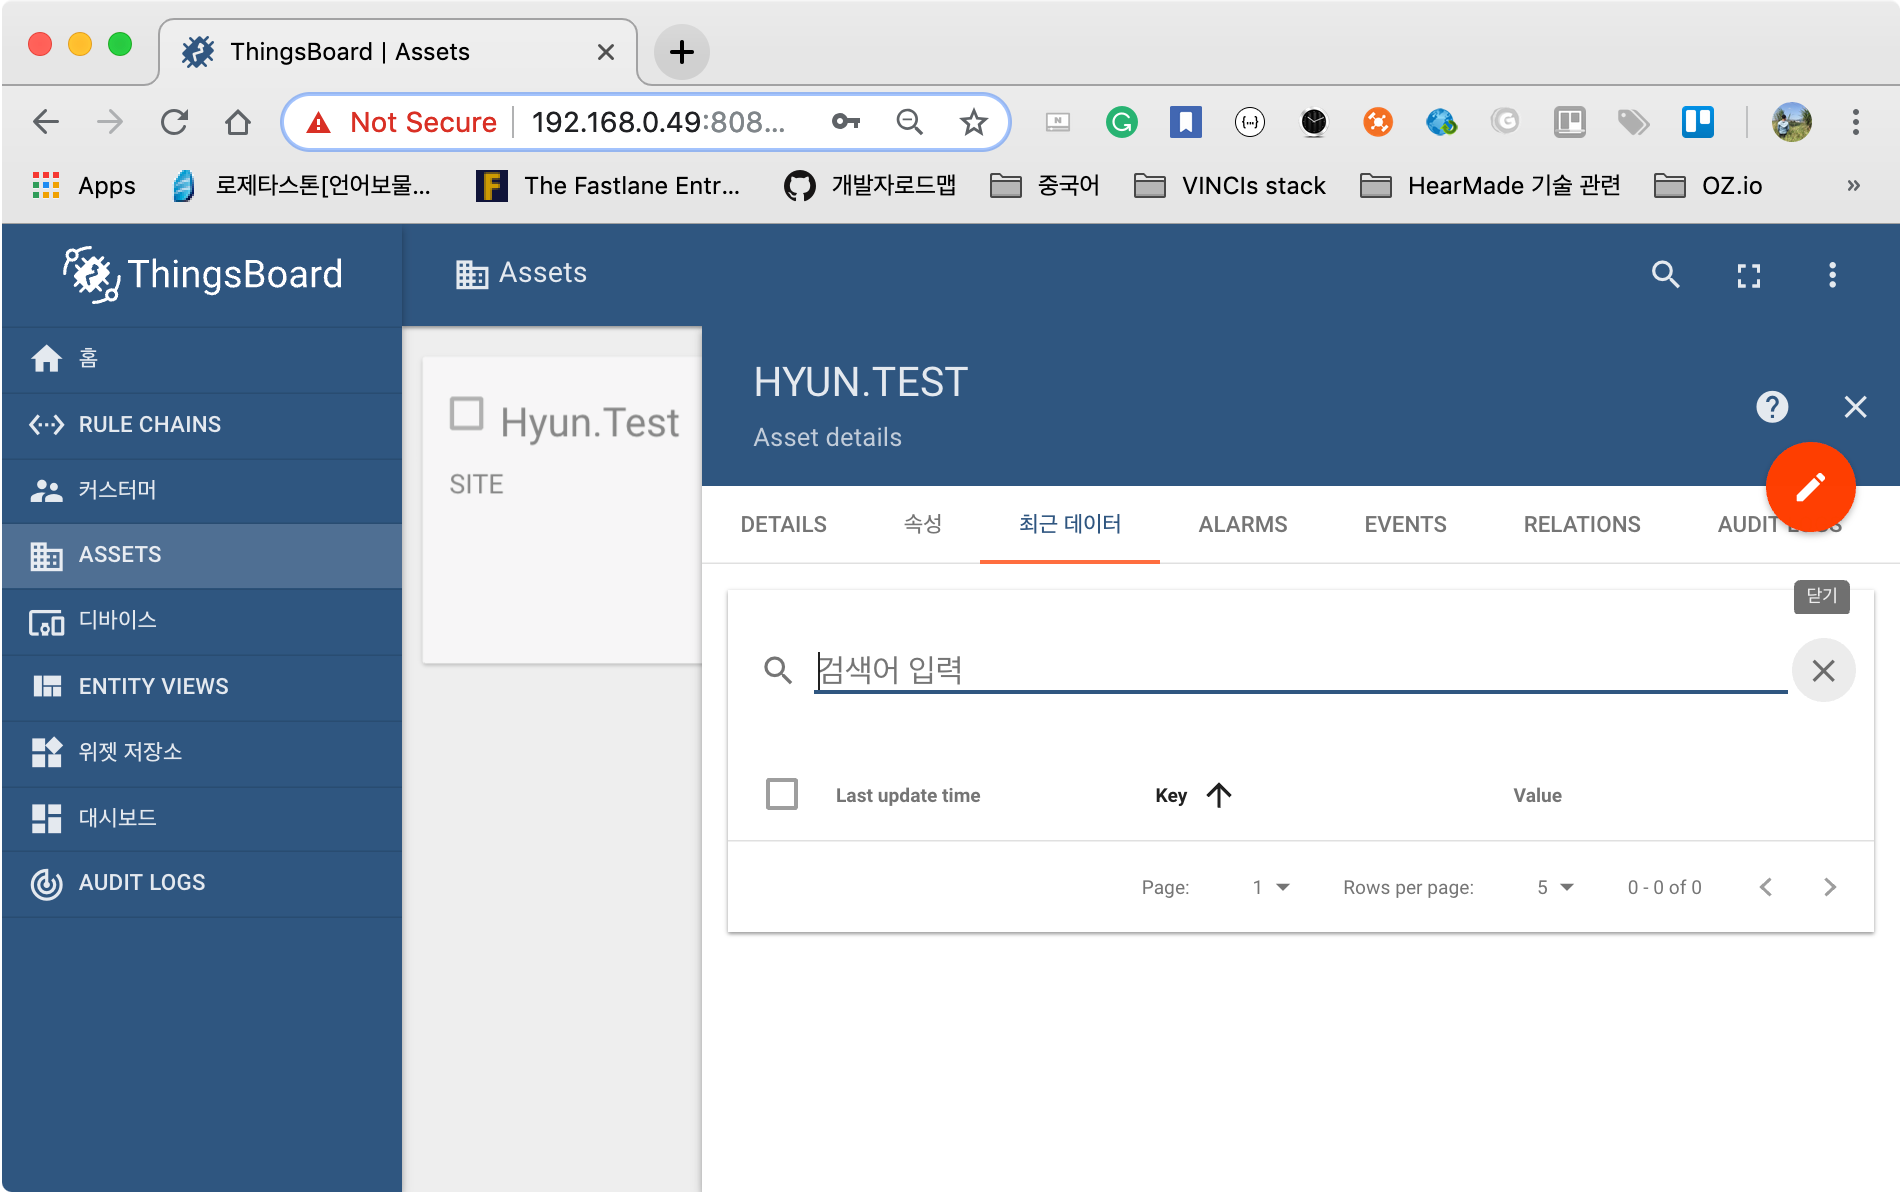 ThingsBoard | Assets
Not Secure
192.168.0.49:808...
Apps
로제타스톤[언어보물...
The Fastlane Entr...
개발자로드맵
중국어
VINCIs stack
HearMade 기술 관련
OZ.io
»
ThingsBoard
Assets
홈
RULE CHAINS
커스터머
ASSETS
디바이스
ENTITY VIEWS
위젯 저장소
대시보드
AUDIT LOGS
Hyun.Test
SITE
HYUN.TEST
Asset details
DETAILS
속성
최근 데이터
ALARMS
EVENTS
RELATIONS
AUDIT LOGS
닫기
검색어 입력
Last update time
Key
Value
Page:
1
Rows per page:
5
0 - 0 of 0